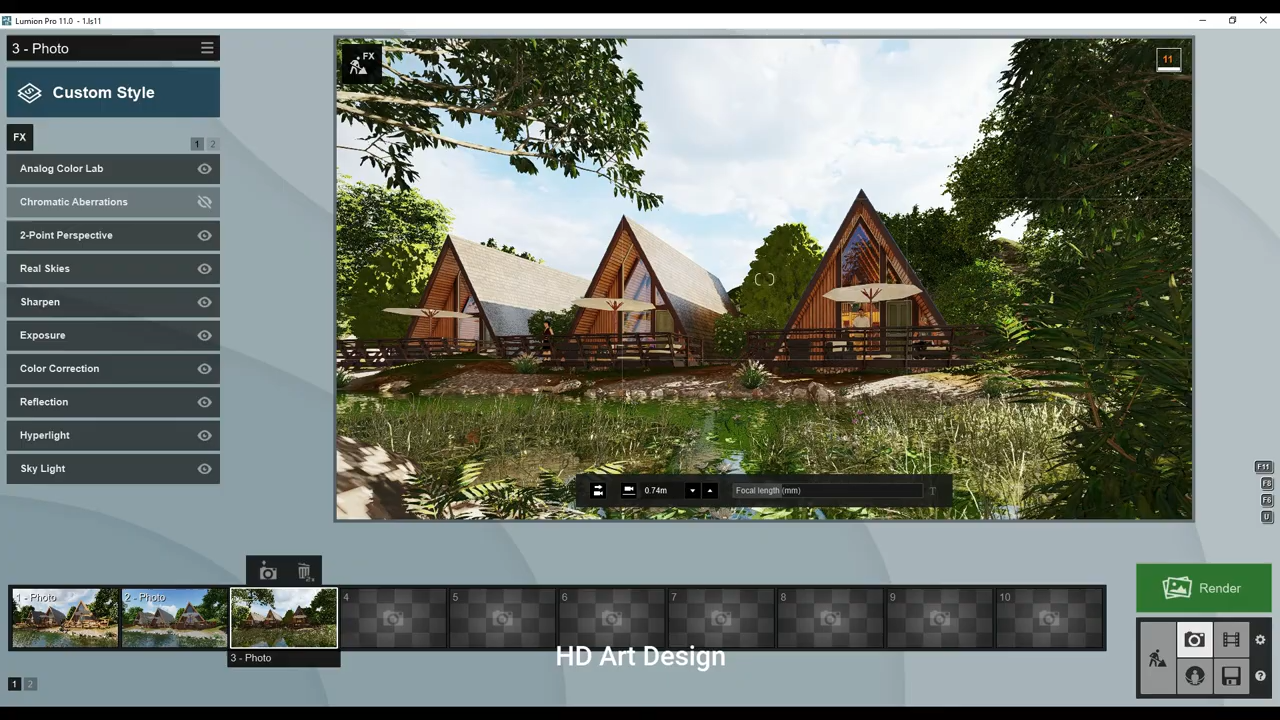 Lumion Pro 11.0 - 1.ls11
3 - Photo
Custom Style
FX
1 2
Analog Color Lab
Chromatic Aberrations
2-Point Perspective
Real Skies
Sharpen
Exposure
Color Correction
Reflection
Hyperlight
Sky Light
FX
11
0.74m
Focal length (mm)
T
F11
F8
F6
U
Render
1 - Photo
2 - Photo
4
5
6
7
8
9
10
3 - Photo
HD Art Design
1 2
?